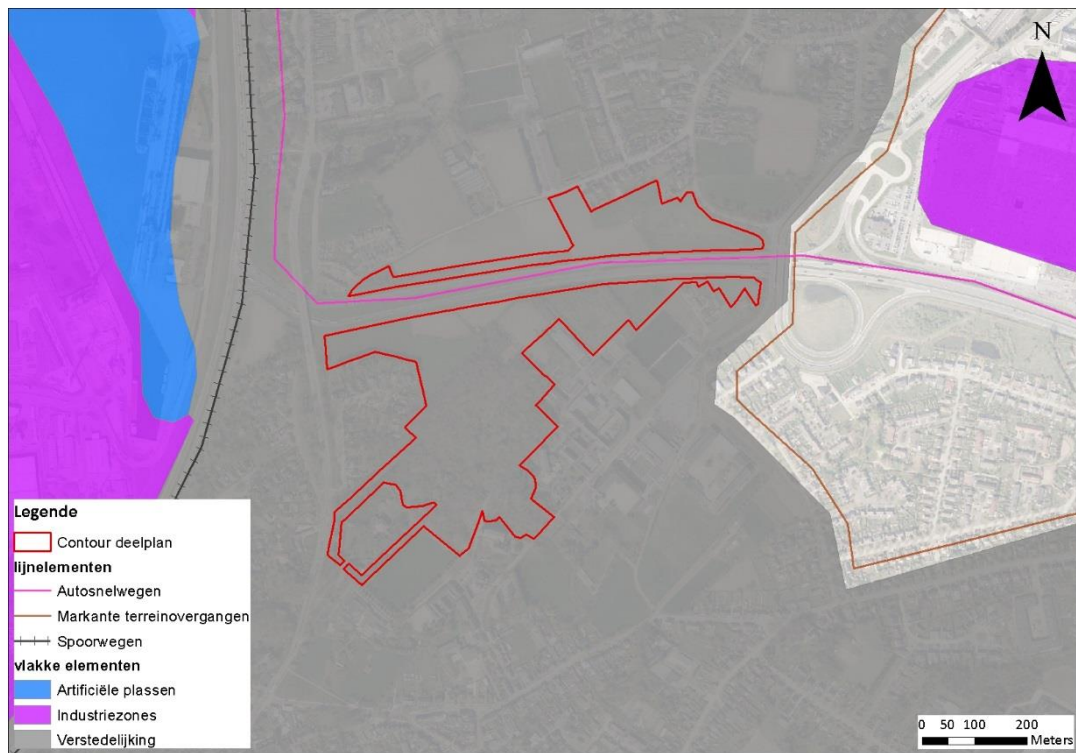 N
Legende
Contour deelplan
lijnelementen
Autosnelwegen
Markante terreinovergangen
Spoorwegen
vlakke elementen
Artificiële plassen
Industriezones
Verstedelijking
0 50 100 200
Meters